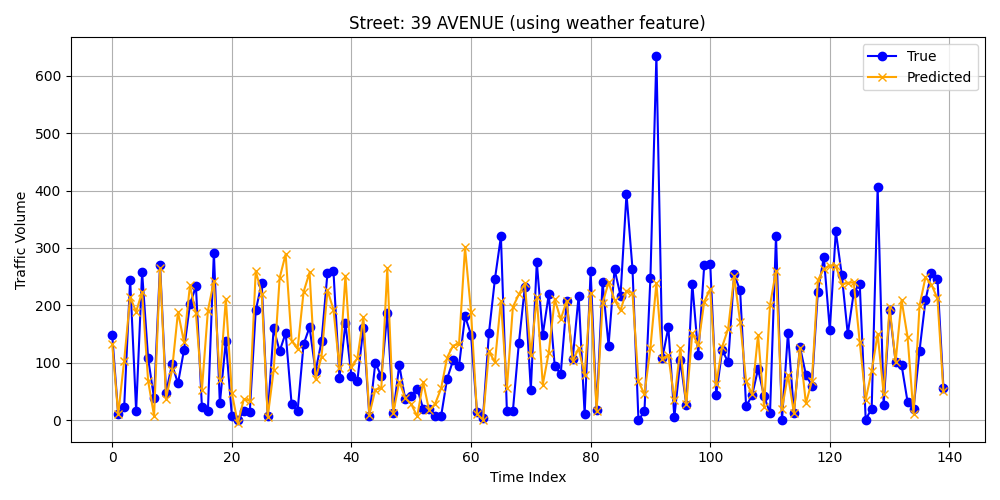 Street: 39 AVENUE (using weather feature)
True
Predicted
Traffic Volume
600
500
400
300
200
100
0
0 20 40 60 80 100 120 140
Time Index